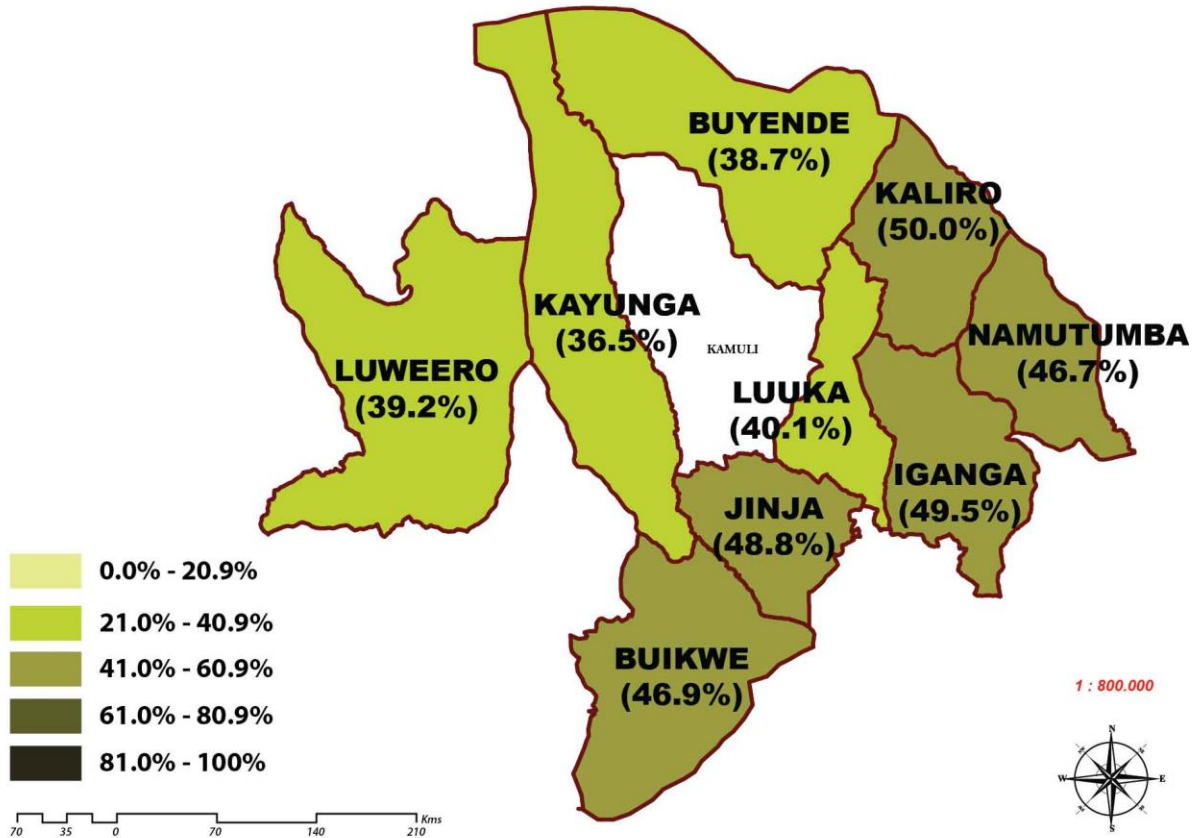 BUYENDE
(38.7%)
KALIRO
(50.0%)
KAYUNGA
(36.5%)
KAMULI
NAMUTUMBA
(46.7%)
LUWEERO
(39.2%)
LUUKA
(40.1%)
IGANGA
(49.5%)
JINJA
(48.8%)
BUIKWE
(46.9%)
0.0% - 20.9%
21.0% - 40.9%
41.0% - 60.9%
61.0% - 80.9%
81.0% - 100%
1 : 800.000
N
W E
S
Kms
70 35 0 70 140 210